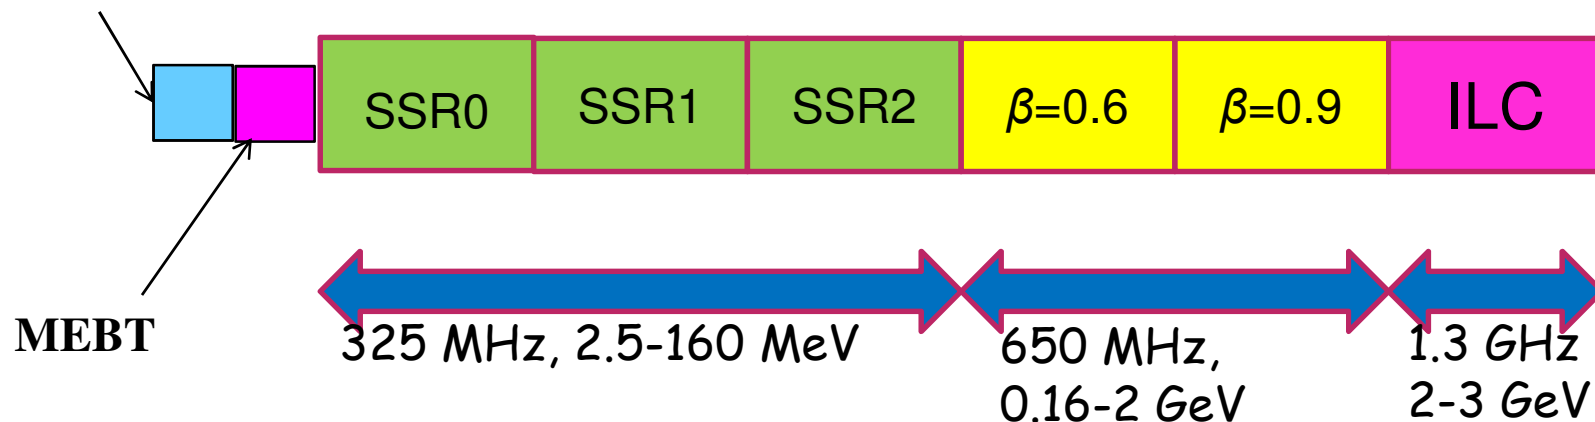 SSR0 SSR1 SSR2 β=0.6 β=0.9 ILC
MEBT
325 MHz, 2.5-160 MeV
650 MHz,
0.16-2 GeV
1.3 GHz
2-3 GeV